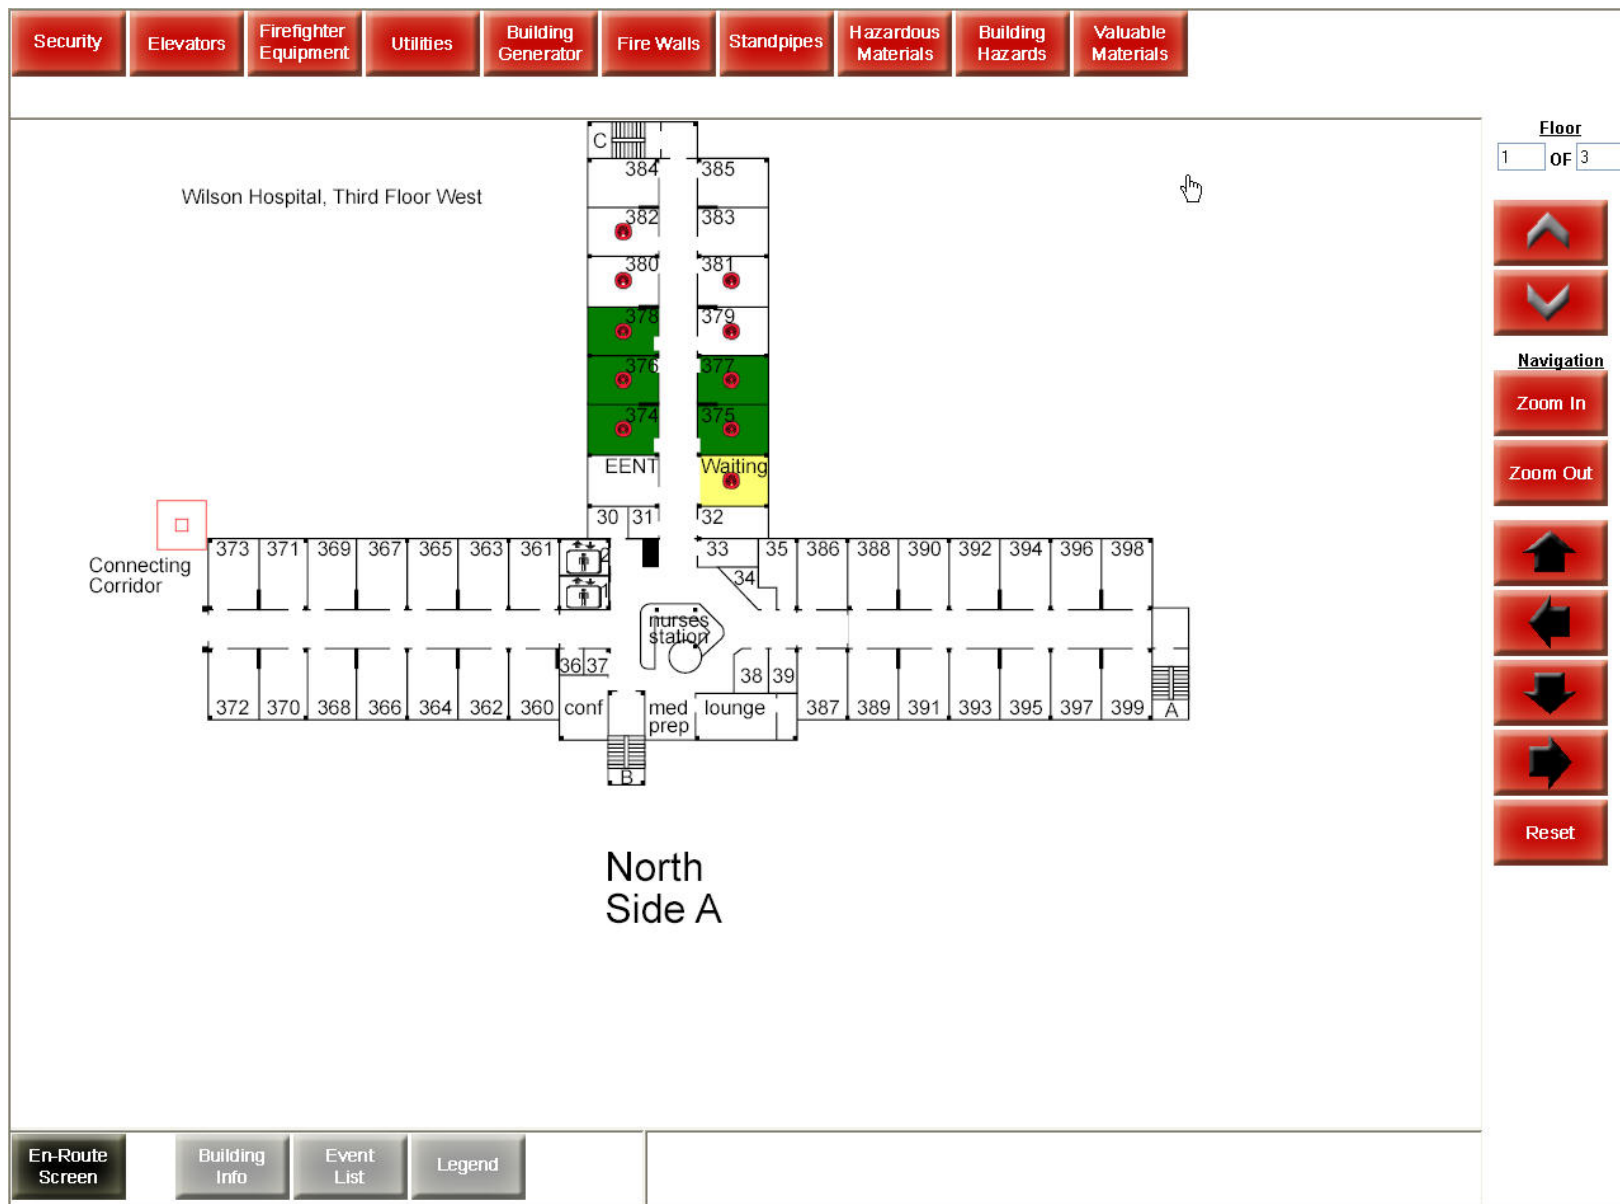 Security
Elevators
Firefighter
Equipment
Utilities
Building
Generator
Fire Walls
Standpipes
Hazardous
Materials
Building
Hazards
Valuable
Materials
Floor
1 OF 3
Wilson Hospital, Third Floor West
C
384 385
382 383
380 381
378 379
376 377
374 375
EENT Waiting
30 31 32
373 371 369 367 365 363 361 2 33 35 386 388 390 392 394 396 398
Connecting
Corridor
34
1
nurses
station
36 37
38 39
372 370 368 366 364 362 360 conf med lounge 387 389 391 393 395 397 399 A
prep
B
North
Side A
Navigation
Zoom In
Zoom Out
Reset
En-Route
Screen
Building
Info
Event
List
Legend